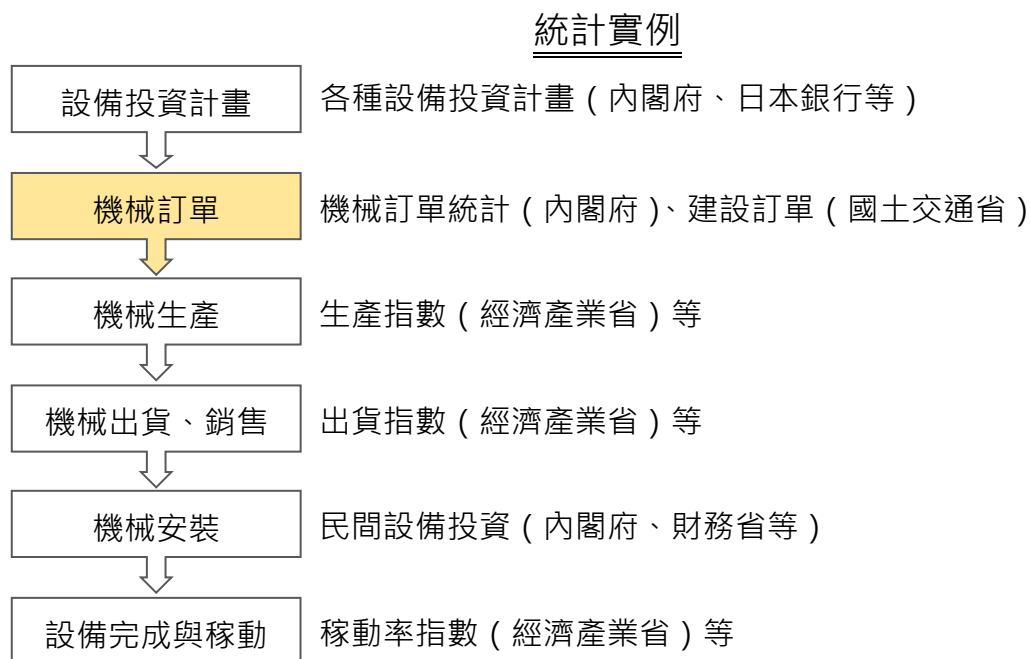 統計實例
設備投資計畫
各種設備投資計畫(內閣府、日本銀行等)
機械訂單
機械訂單統計(內閣府)、建設訂單(國土交通省)
機械生產
生產指數(經濟產業省)等
機械出貨、銷售
出貨指數(經濟產業省)等
機械安裝
民間設備投資(內閣府、財務省等)
設備完成與稼動
稼動率指數(經濟產業省)等